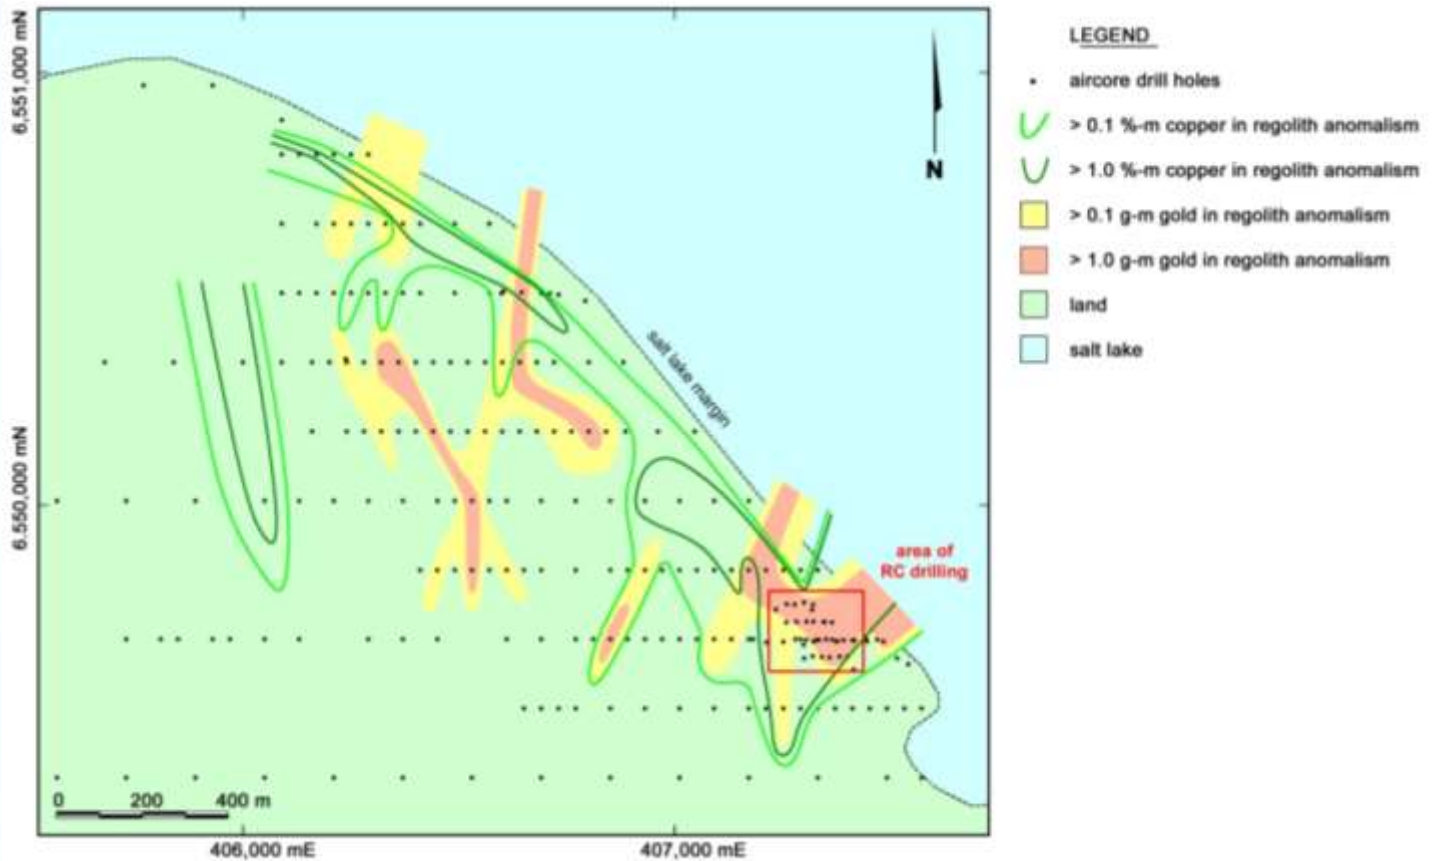 6,551,000 mN
6,550,000 mN
406,000 mE
407,000 mE
0 200 400 m
N
salt lake margin
area of
RC drilling
LEGEND
aircore drill holes
> 0.1 %-m copper in regolith anomalism
> 1.0 %-m copper in regolith anomalism
> 0.1 g-m gold in regolith anomalism
> 1.0 g-m gold in regolith anomalism
land
salt lake